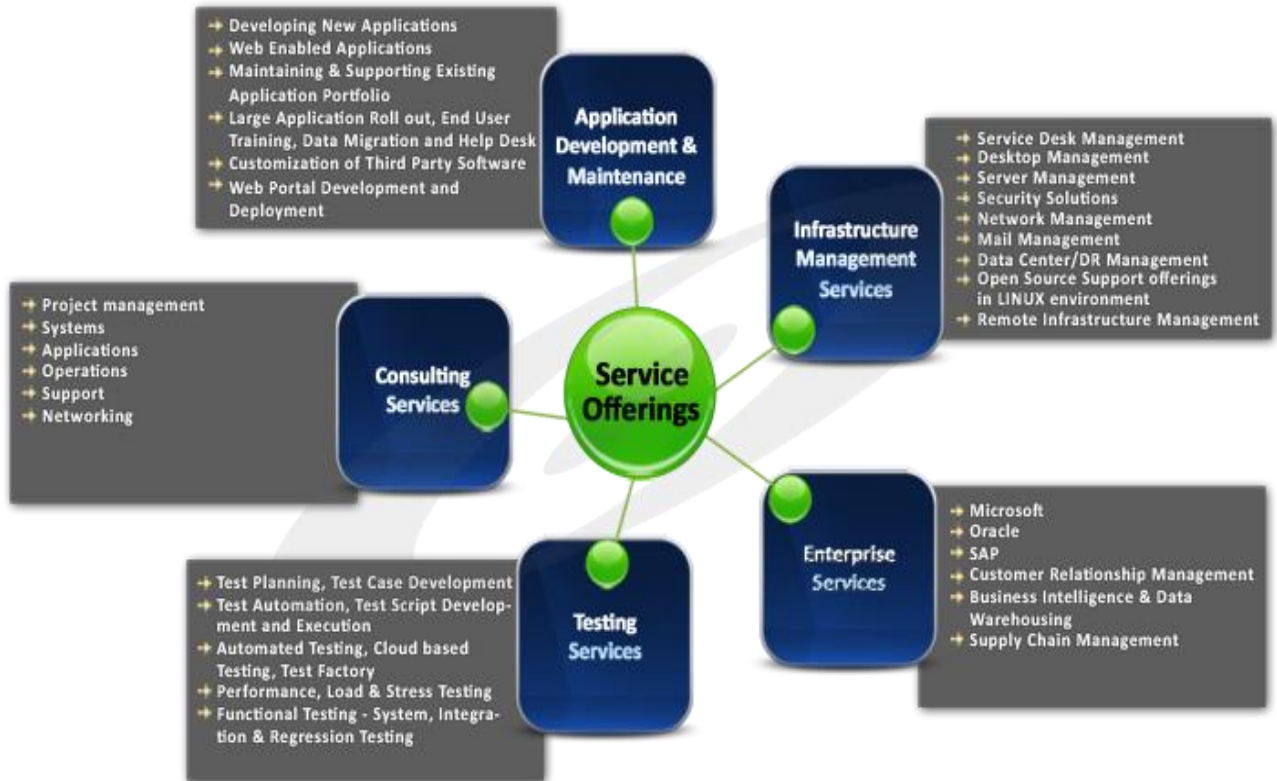 → Developing New Applications
→ Web Enabled Applications
→ Maintaining & Supporting Existing
Application Portfolio
→ Large Application Roll out, End User
Training, Data Migration and Help Desk
→ Customization of Third Party Software
→ Web Portal Development and
Deployment
Application
Development &
Maintenance
Infrastructure
Management
Services
→ Service Desk Management
→ Desktop Management
→ Server Management
→ Security Solutions
→ Network Management
→ Mail Management
→ Data Center/DR Management
→ Open Source Support offerings
in LINUX environment
→ Remote Infrastructure Management
→ Project management
→ Systems
→ Applications
→ Operations
→ Support
→ Networking
Consulting
Services
Service
Offerings
Enterprise
Services
→ Microsoft
→ Oracle
→ SAP
→ Customer Relationship Management
→ Business Intelligence & Data
Warehousing
→ Supply Chain Management
→ Test Planning, Test Case Development
→ Test Automation, Test Script Develop-
ment and Execution
→ Automated Testing, Cloud based
Testing, Test Factory
→ Performance, Load & Stress Testing
→ Functional Testing - System, Integra-
tion & Regression Testing
Testing
Services